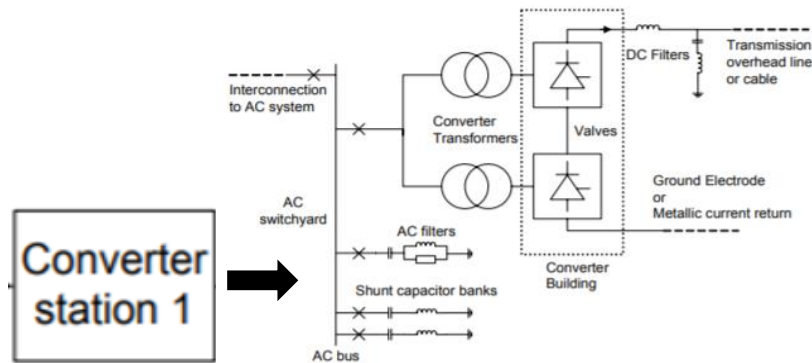 Converter
station 1
Interconnection
to AC system
AC
switchyard
AC bus
Converter
Transformers
AC filters
Shunt capacitor banks
Valves
Converter
Building
DC Filters
Transmission
overhead line
or cable
Ground Electrode
or
Metallic current return